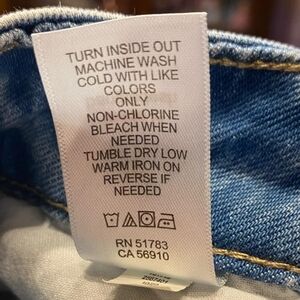 TURN INSIDE OUT
MACHINE WASH
COLD WITH LIKE
COLORS
ONLY
NON-CHLORINE
BLEACH WHEN
NEEDED
TUMBLE DRY LOW
WARM IRON ON
REVERSE IF
NEEDED
RN 51783
CA 56910